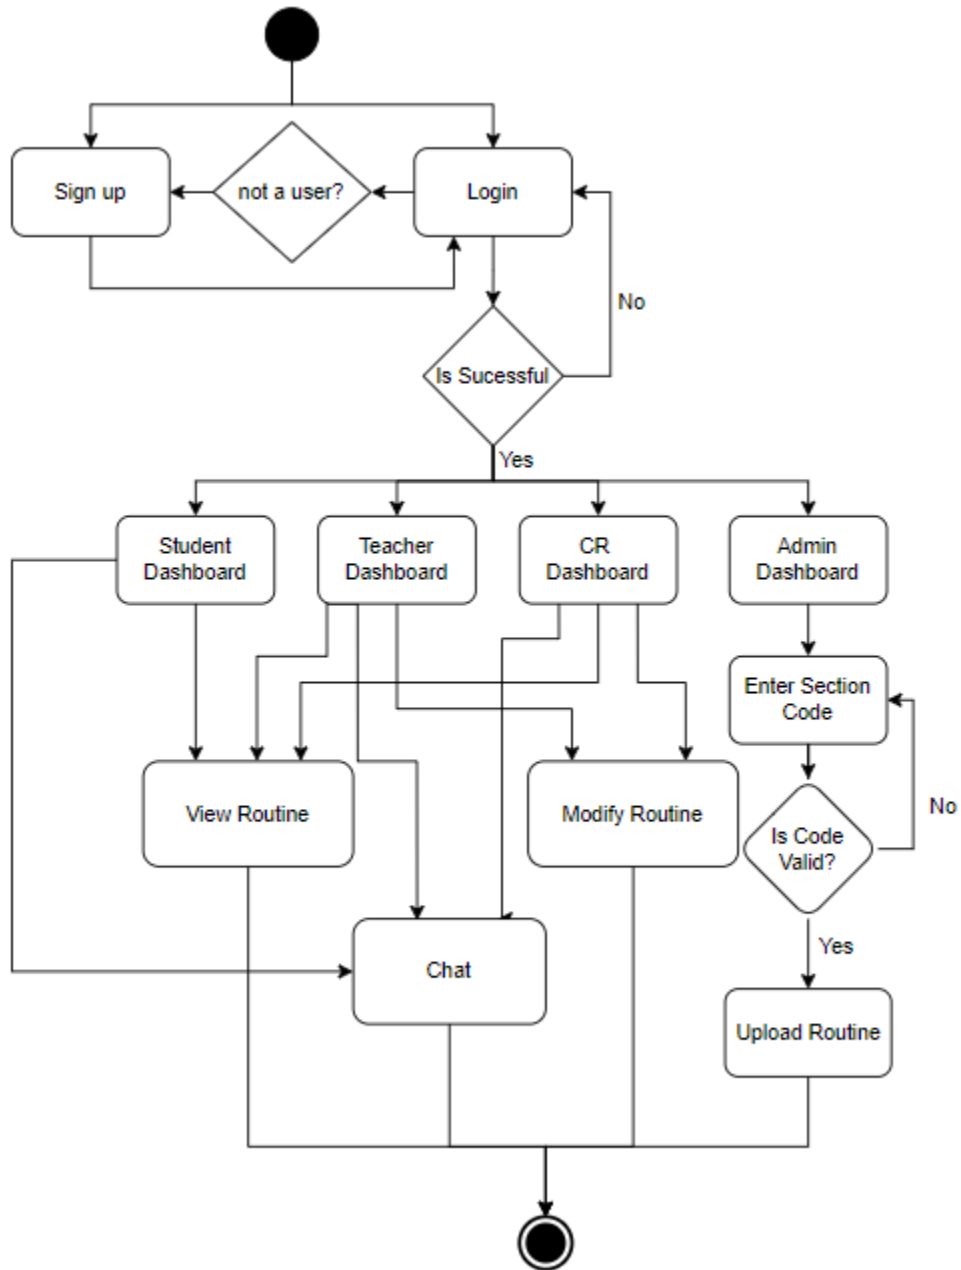 Sign up
not a user?
Login
No
Is Sucessful
Yes
Student
Dashboard
Teacher
Dashboard
CR
Dashboard
Admin
Dashboard
Enter Section
Code
View Routine
Modify Routine
No
Is Code
Valid?
Yes
Chat
Upload Routine